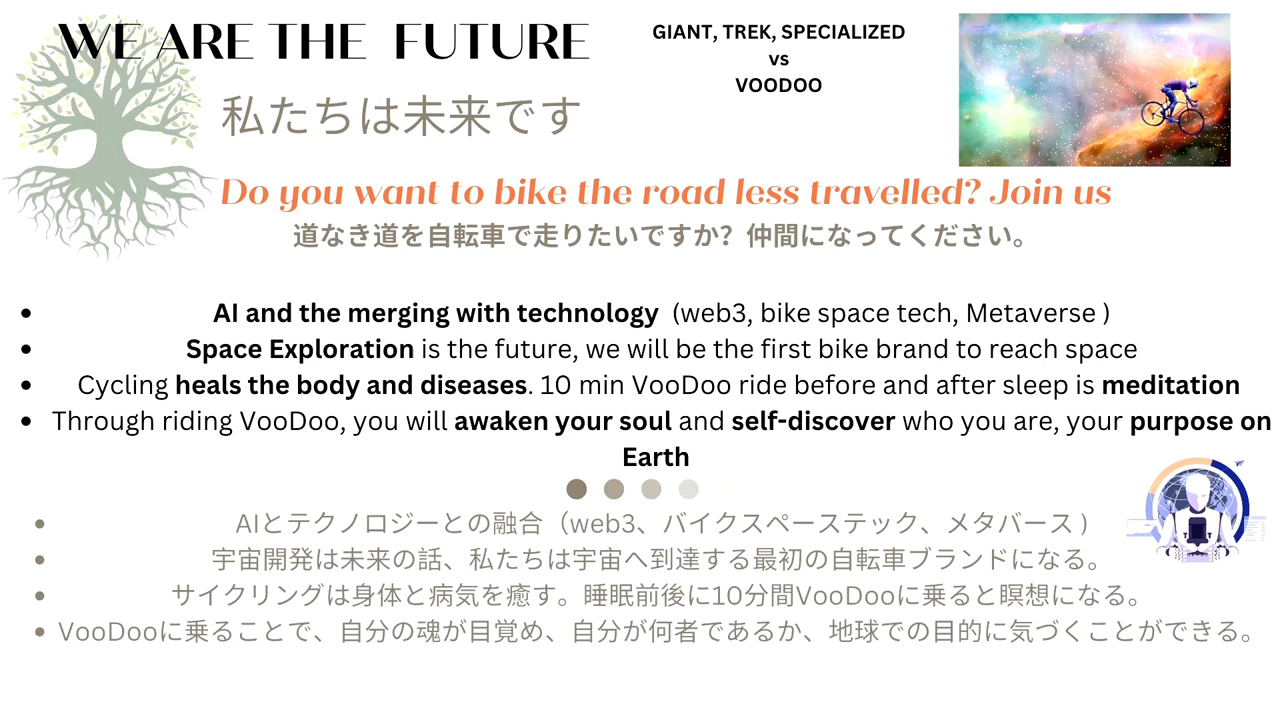 WE ARE THE FUTURE
私たちは未来です
GIANT, TREK, SPECIALIZED
vs
VOODOO
Do you want to bike the road less travelled? Join us
道なき道を自転車で走りたいですか？仲間になってください。
• AI and the merging with technology (web3, bike space tech, Metaverse )
• Space Exploration is the future, we will be the first bike brand to reach space
• Cycling heals the body and diseases. 10 min VooDoo ride before and after sleep is meditation
• Through riding VooDoo, you will awaken your soul and self-discover who you are, your purpose on
Earth
• AIとテクノロジーとの融合（web3、バイクスペーステック、メタバース )
• 宇宙開発は未来の話、私たちは宇宙へ到達する最初の自転車ブランドになる。
• サイクリングは身体と病気を癒す。睡眠前後に10分間VooDooに乗ると瞑想になる。
• VooDooに乗ることで、自分の魂が目覚め、自分が何者であるか、地球での目的に気づくことができる。